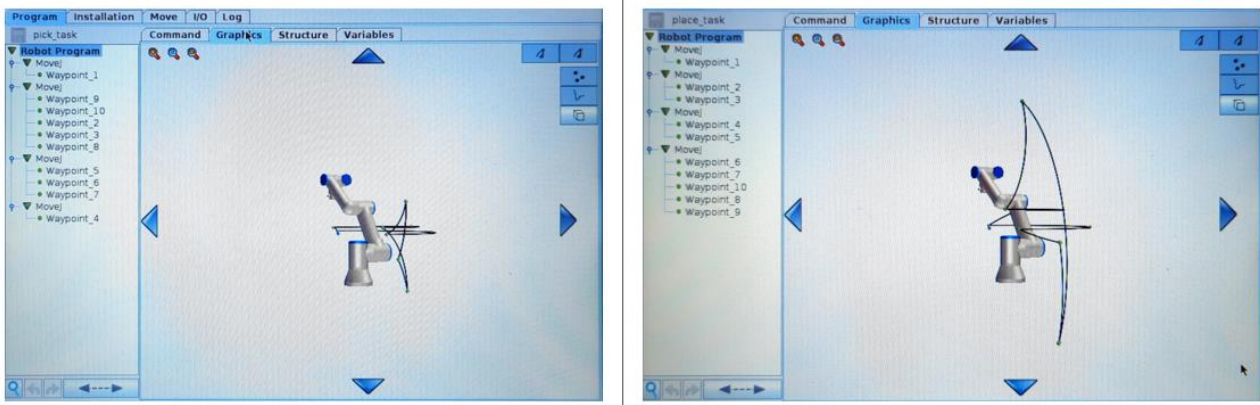 Program Installation Move I/O Log
pick_task Command Graphics Structure Variables
Robot Program
MoveJ
Waypoint_1
MoveJ
Waypoint_9
Waypoint_10
Waypoint_2
Waypoint_3
Waypoint_8
MoveJ
Waypoint_5
Waypoint_6
Waypoint_7
MoveJ
Waypoint_4
place_task Command Graphics Structure Variables
Robot Program
MoveJ
Waypoint_1
MoveJ
Waypoint_2
Waypoint_3
MoveJ
Waypoint_4
Waypoint_5
MoveJ
Waypoint_6
Waypoint_7
Waypoint_10
Waypoint_8
Waypoint_9